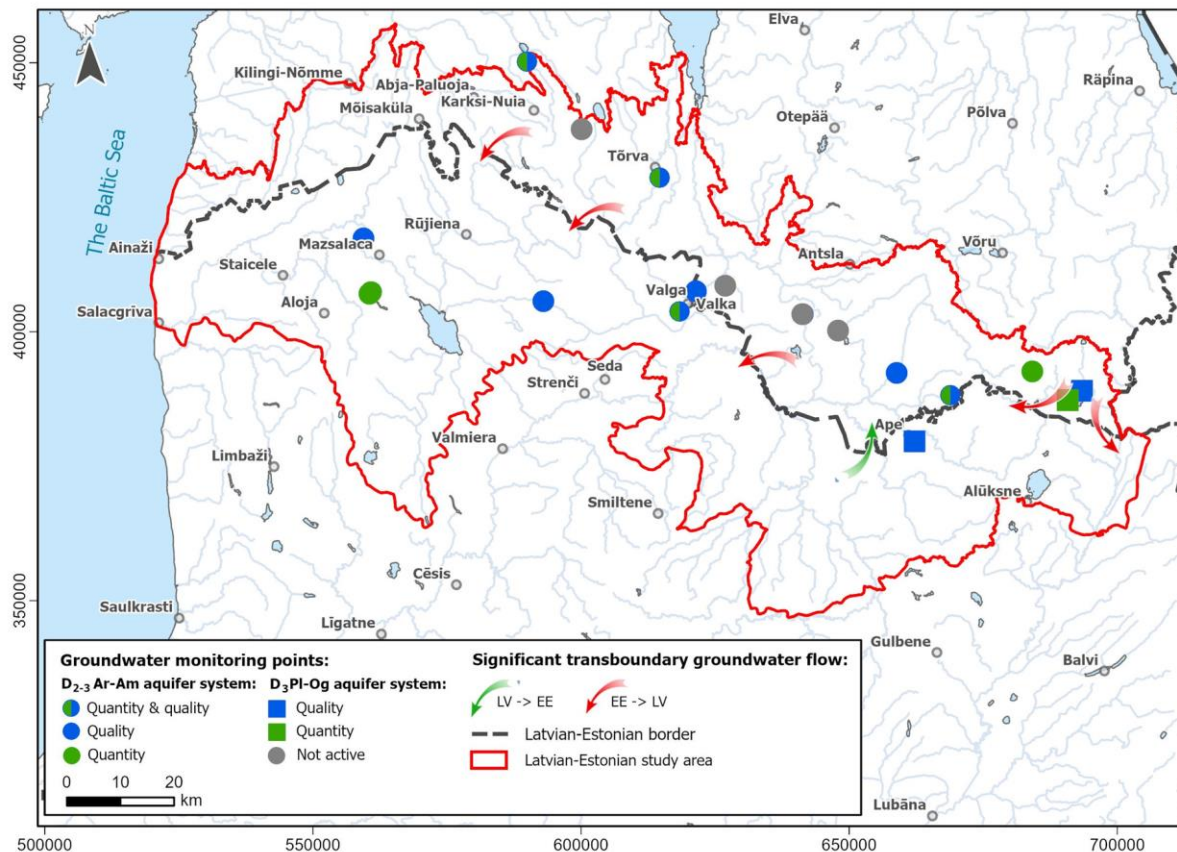 N
Elva
Kilingi-Nõmme
Abja-Paluoja
Räpina
Mõisaküla
Karksi-Nuia
Otepää
Põlva
The Baltic Sea
Tõrva
Ainaži
Rūjiena
Mazsalaca
Antsla
Võru
Staicele
Salacgriva
Aloja
Valga
Valka
Seda
Strenči
Ape
Valmiera
Limbaži
Smiltene
Alūksne
Cēsis
Saulkrasti
Līgatne
Gulbene
Balvi
Lubāna
450000
400000
350000
Groundwater monitoring points:
D2-3 Ar-Am aquifer system:
D3Pl-Og aquifer system:
Quantity & quality
Quality
Quality
Quantity
Quantity
Not active
0 10 20
km
Significant transboundary groundwater flow:
LV -> EE
EE -> LV
Latvian-Estonian border
Latvian-Estonian study area
500000 550000 600000 650000 700000